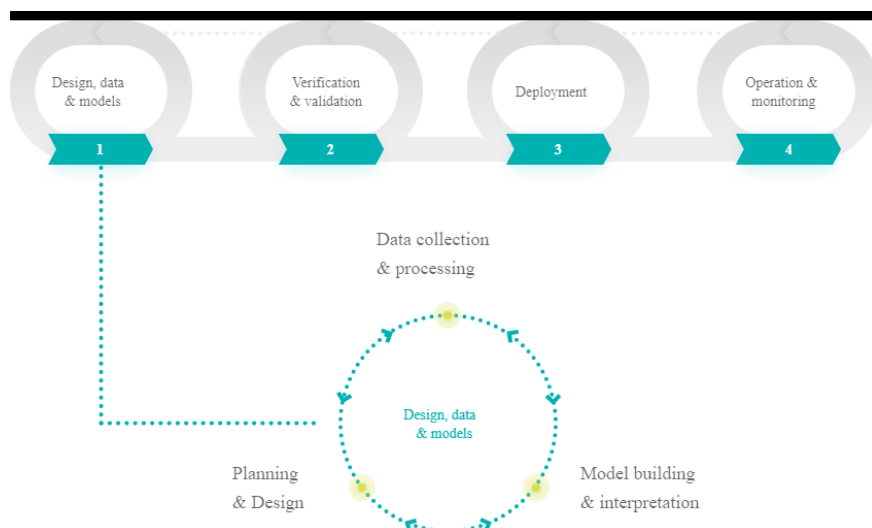 Design, data
& models
Verification
& validation
Deployment
Operation &
monitoring
1
2
3
4
Data collection
& processing
Design, data
& models
Planning
& Design
Model building
& interpretation